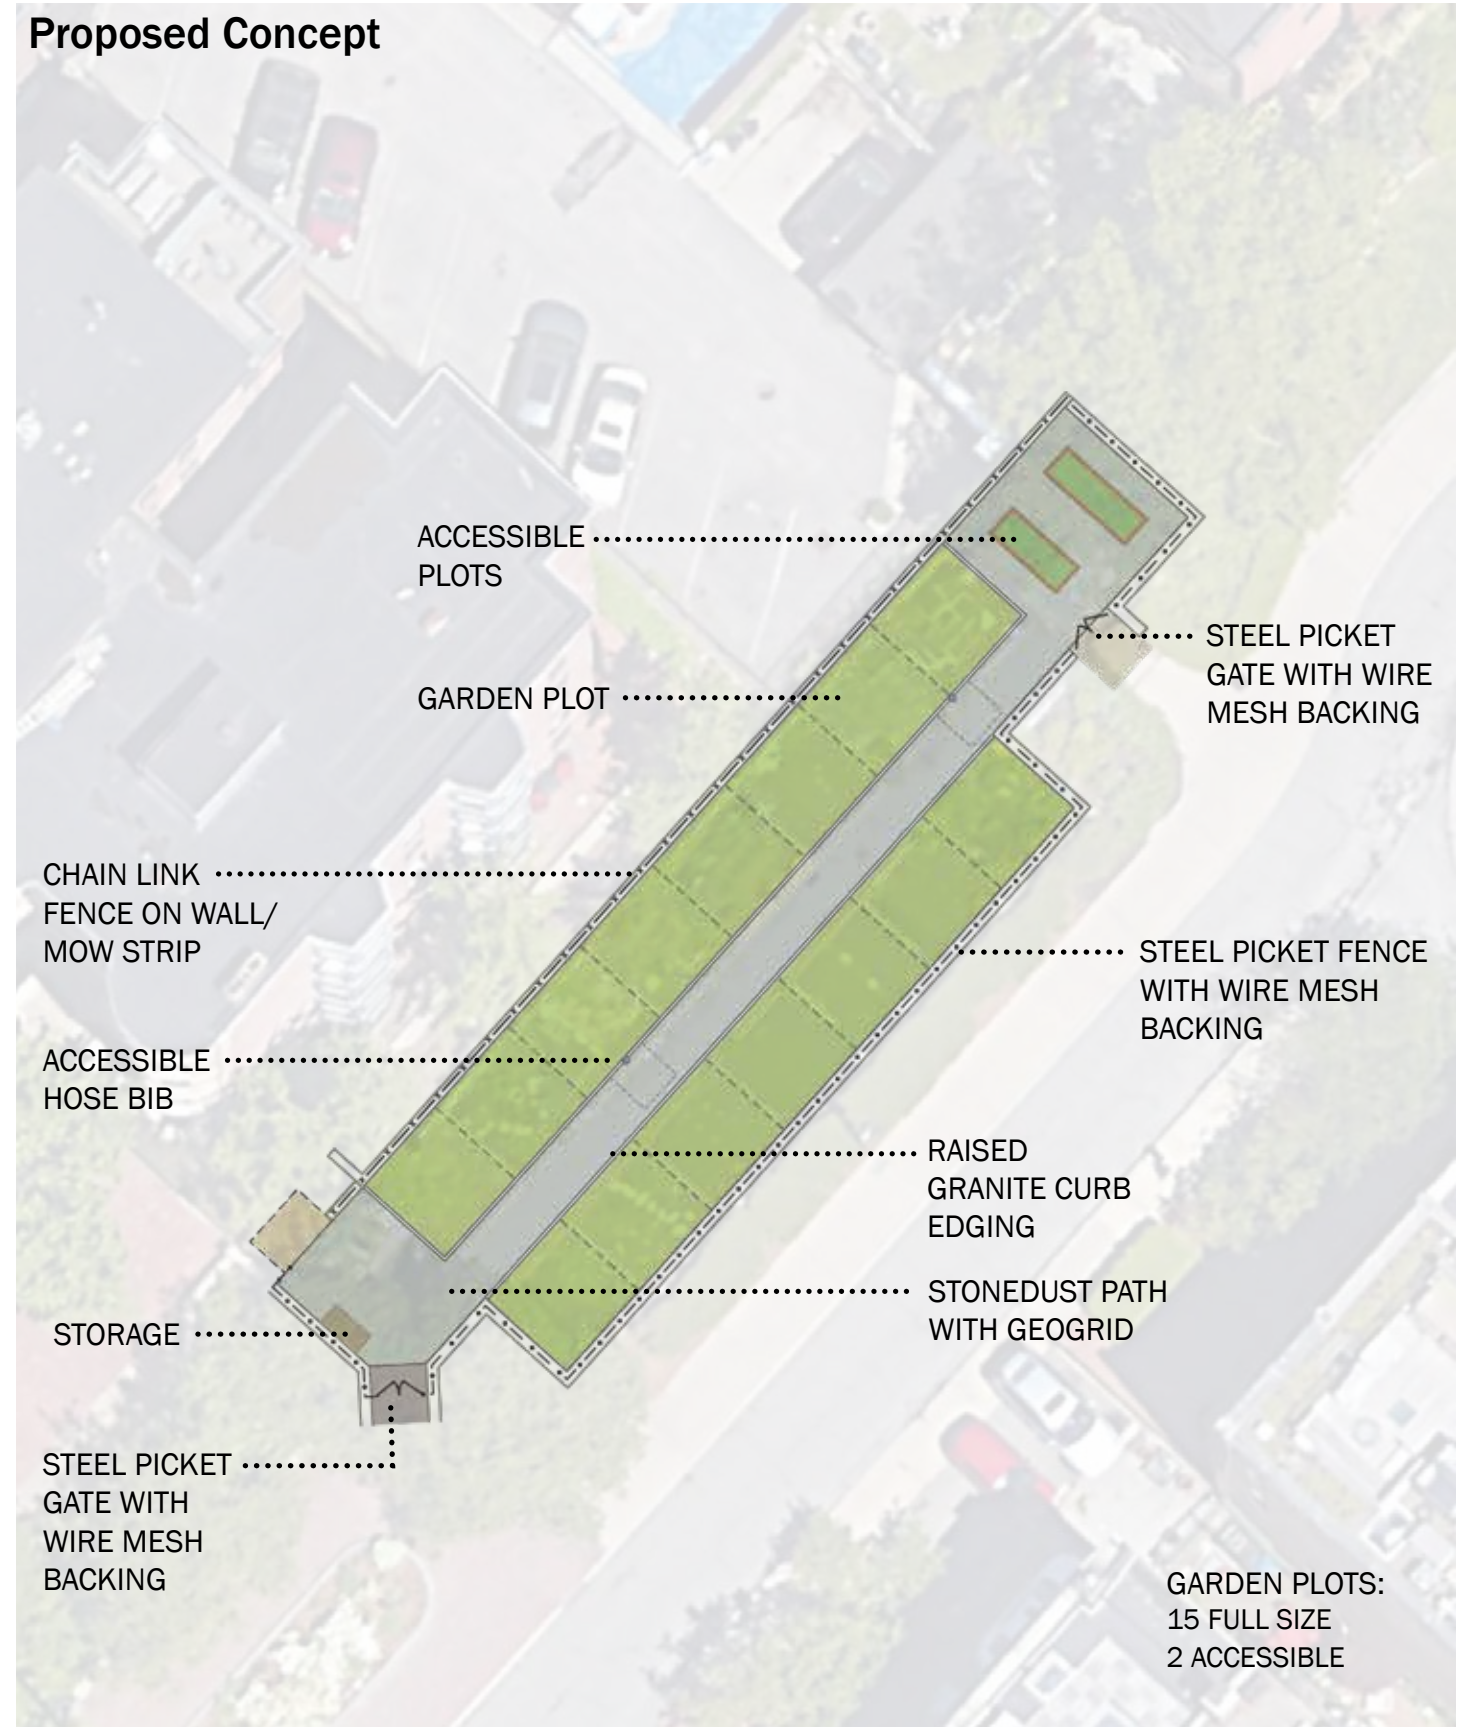 Proposed Concept
ACCESSIBLE
PLOTS
STEEL PICKET
GATE WITH WIRE
MESH BACKING
GARDEN PLOT
CHAIN LINK
FENCE ON WALL/
MOW STRIP
STEEL PICKET FENCE
WITH WIRE MESH
BACKING
ACCESSIBLE
HOSE BIB
RAISED
GRANITE CURB
EDGING
STONEDUST PATH
WITH GEOGRID
STORAGE
STEEL PICKET
GATE WITH
WIRE MESH
BACKING
GARDEN PLOTS:
15 FULL SIZE
2 ACCESSIBLE